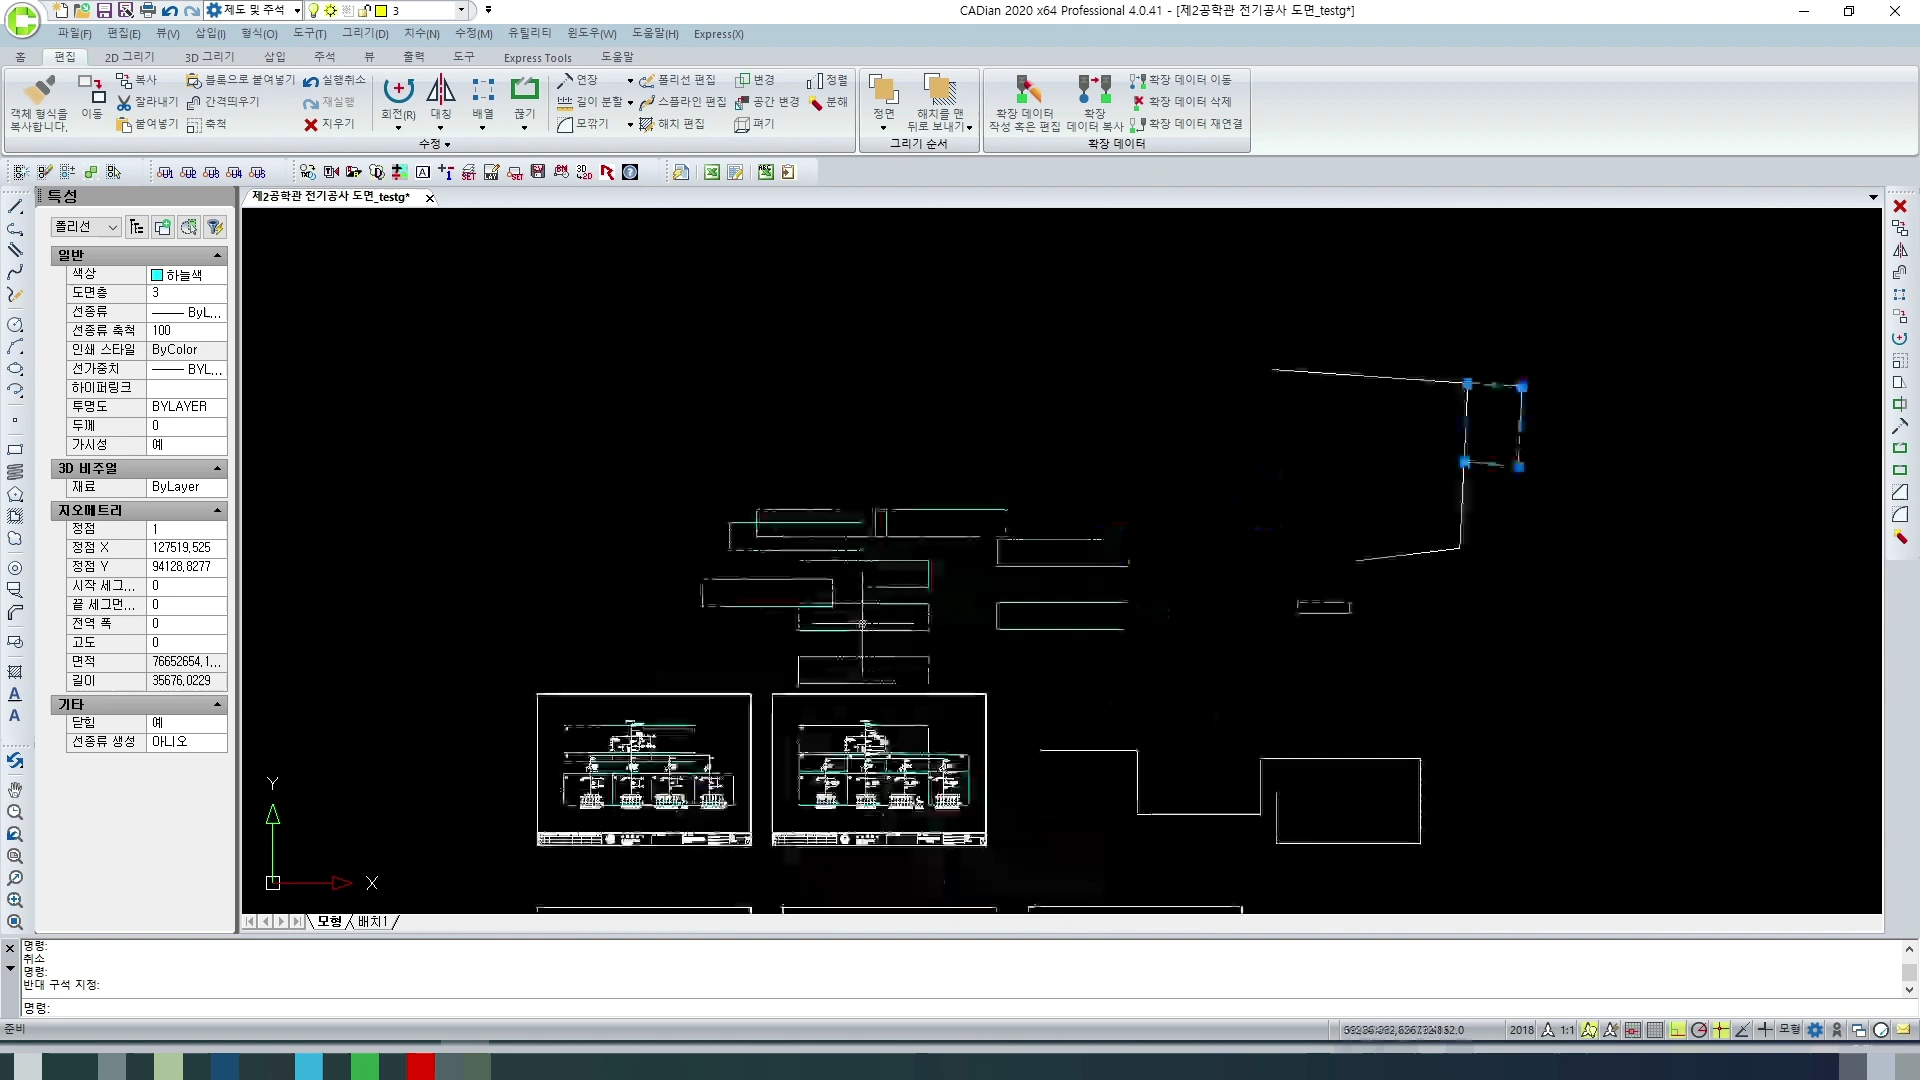 제도 및 주석
3
CADian 2020 x64 Professional 4.0.41 - [제2공학관 전기공사 도면_testg*]
파일(F) 편집(E) 뷰(V) 삽입(I) 형식(O) 도구(T) 그리기(D) 치수(N) 수정(M) 유틸리티 윈도우(W) 도움말(H) Express(X)
홈 편집 2D 그리기 3D 그리기 삽입 주석 뷰 출력 도구 Express Tools 도움말
객체 형식을 복사합니다.
이동
복사
잘라내기
붙여넣기
블록으로 붙여넣기
간격띄우기
축척
실행취소
재실행
지우기
회전(R)
대칭
배열
끊기
연장
길이 분할
모깎기
폴리선 편집
스플라인 편집
해치 편집
변경
공간 변경
펴기
정렬
분해
수정
정면
해치를 맨 뒤로 보내기
그리기 순서
확장 데이터 작성 혹은 편집
확장 데이터 복사
확장 데이터 이동
확장 데이터 삭제
확장 데이터 재연결
확장 데이터
특성
제2공학관 전기공사 도면_testg*
폴리선
일반
색상 하늘색
도면층 3
선종류 ByL...
선종류 축척 100
인쇄 스타일 ByColor
선가중치 BYL...
하이퍼링크
투명도 BYLAYER
두께 0
가시성 예
3D 비주얼
재료 ByLayer
지오메트리
정점 1
정점 X 127519.525
정점 Y 94128.8277
시작 세그... 0
끝 세그먼... 0
전역 폭 0
고도 0
면적 76652654.1...
길이 35676.0229
기타
닫힘 예
선종류 생성 아니오
Y
X
모형 배치1
명령:
취소
명령:
반대 구석 지정:
명령:
준비
2018 1:1 모형